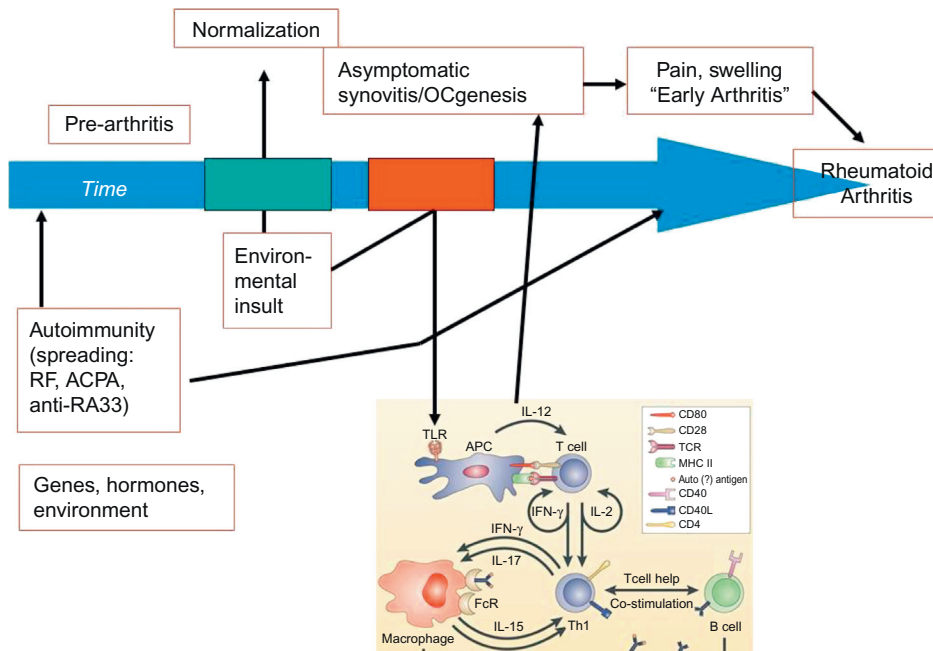 Normalization
Asymptomatic
synovitis/OCgenesis
Pain, swelling
“Early Arthritis”
Pre-arthritis
Time
Rheumatoid
Arthritis
Environ-
mental
insult
Autoimmunity
(spreading:
RF, ACPA,
anti-RA33)
Genes, hormones,
environment
IL-12
TLR
APC
T cell
CD80
CD28
TCR
MHC II
Auto (?) antigen
CD40
CD40L
CD4
IFN-γ
IL-2
IFN-γ
IL-17
FcR
Tcell help
Co-stimulation
IL-15
Th1
B cell
Macrophage